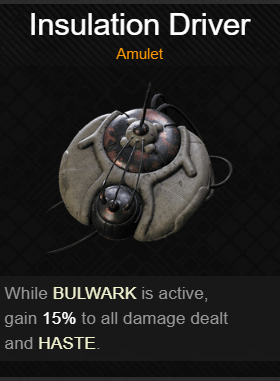 Insulation Driver
Amulet
While BULWARK is active,
gain 15% to all damage dealt
and HASTE.